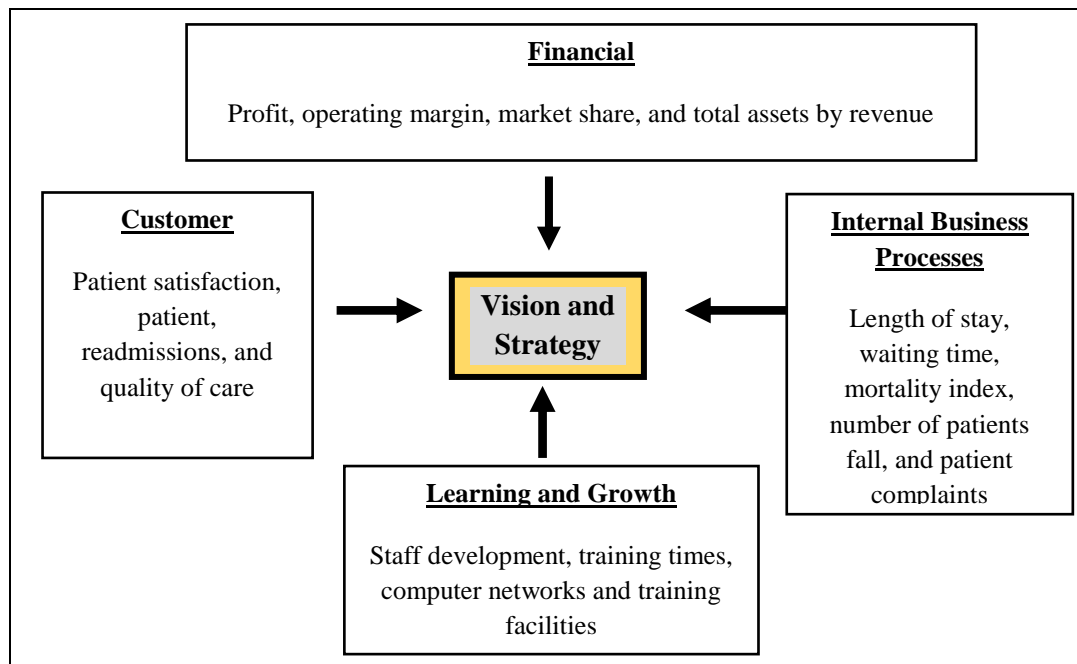 Financial
Profit, operating margin, market share, and total assets by revenue
Customer
Patient satisfaction,
patient,
readmissions, and
quality of care
Vision and
Strategy
Internal Business
Processes
Length of stay,
waiting time,
mortality index,
number of patients
fall, and patient
complaints
Learning and Growth
Staff development, training times,
computer networks and training
facilities